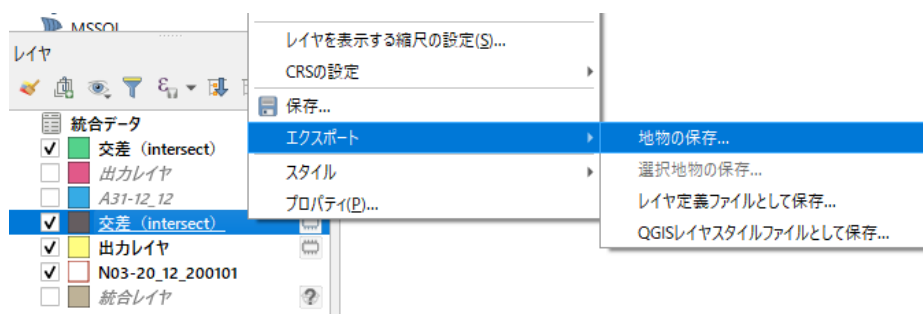 MSSQL
レイヤ
統合データ
交差 (intersect)
出力レイヤ
A31-12_12
交差 (intersect)
出力レイヤ
N03-20_12_200101
統合レイヤ
?
レイヤを表示する縮尺の設定(S)...
CRSの設定
保存...
エクスポート
スタイル
プロパティ(P)...
地物の保存...
選択地物の保存...
レイヤ定義ファイルとして保存...
QGISレイヤスタイルファイルとして保存...